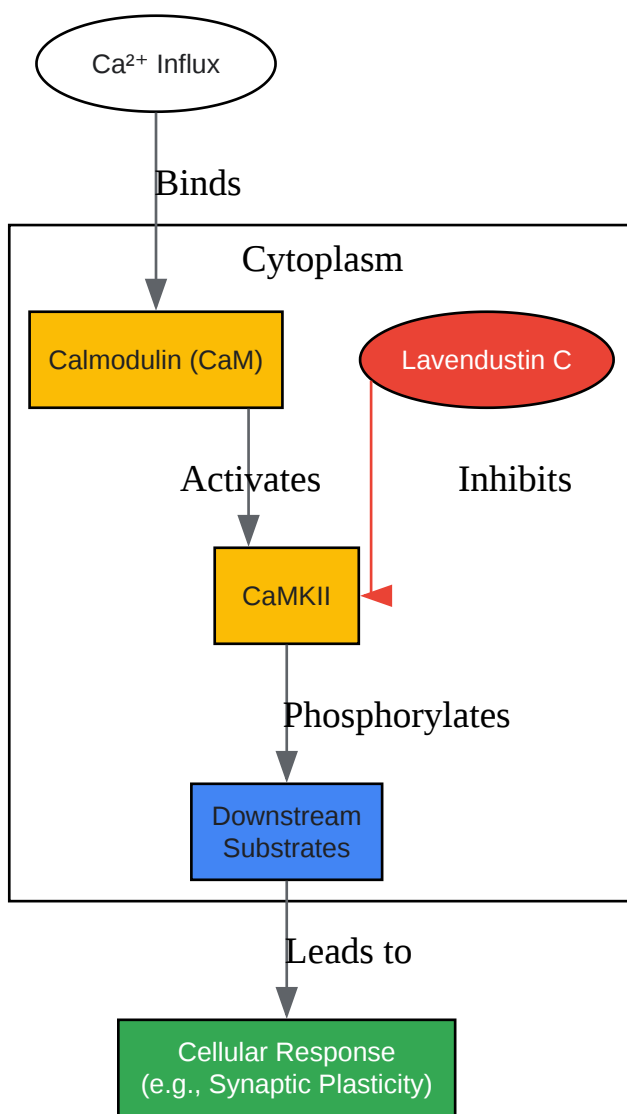 Ca²⁺ Influx
Binds
Cytoplasm
Calmodulin (CaM)
Lavendustin C
Activates
Inhibits
CaMKII
Phosphorylates
Downstream
Substrates
Leads to
Cellular Response
(e.g., Synaptic Plasticity)